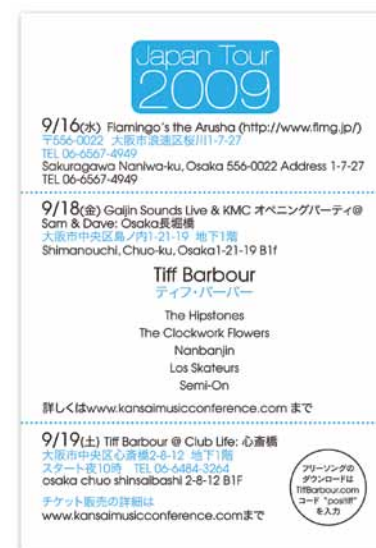 Japan Tour
2009
9/16(水) Flamingo's the Arusha (http://www.flmg.jp/)
〒556-0022 大阪市浪速区桜川1-7-27
TEL 06-6567-4949
Sakuragawa Naniwa-ku, Osaka 556-0022 Address 1-7-27
TEL 06-6567-4949
9/18(金) Gaijin Sounds Live & KMC オペニングパーティ@
Sam & Dave: Osaka長堀橋
大阪市中央区島ノ内1-21-19 地下1階
Shimanouchi, Chuo-ku, Osaka1-21-19 B1f
Tiff Barbour
ティフ・バーバー
The Hipstones
The Clockwork Flowers
Nanbanjin
Los Skateurs
Semi-On
詳しくはwww.kansaimusicconference.com まで
9/19(土) Tiff Barbour @ Club Life: 心斎橋
大阪市中央区心斎橋2-8-12 地下1階
スタート夜10時 TEL 06-6484-3264
osaka chuo shinsaibashi 2-8-12 B1F
チケット販売の詳細は
www.kansaimusicconference.comまで
フリーソングの
ダウンロードは
TiffBarbour.com
コード "positiff"
を入力